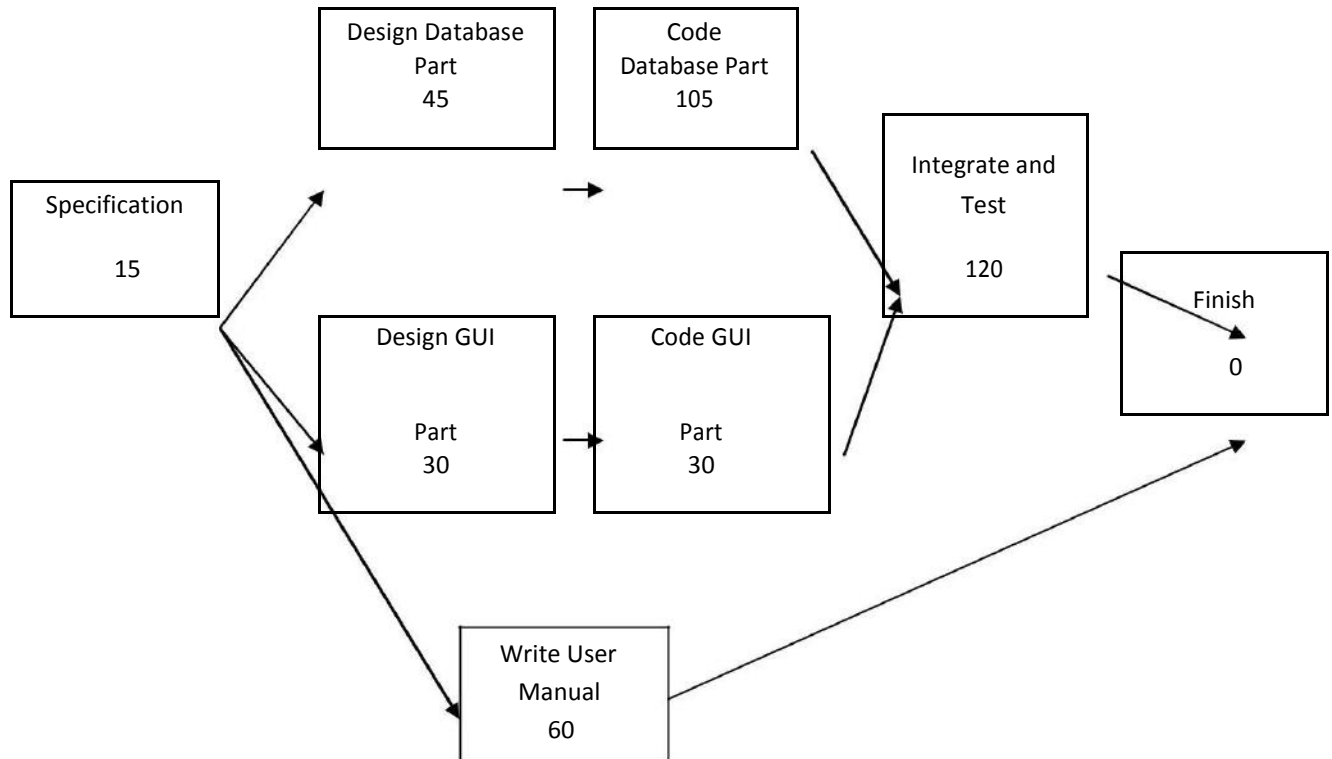 Design Database
Part
45
Code
Database Part
105
Integrate and
Test
120
Specification
15
Finish
0
Design GUI
Part
30
Code GUI
Part
30
Write User
Manual
60